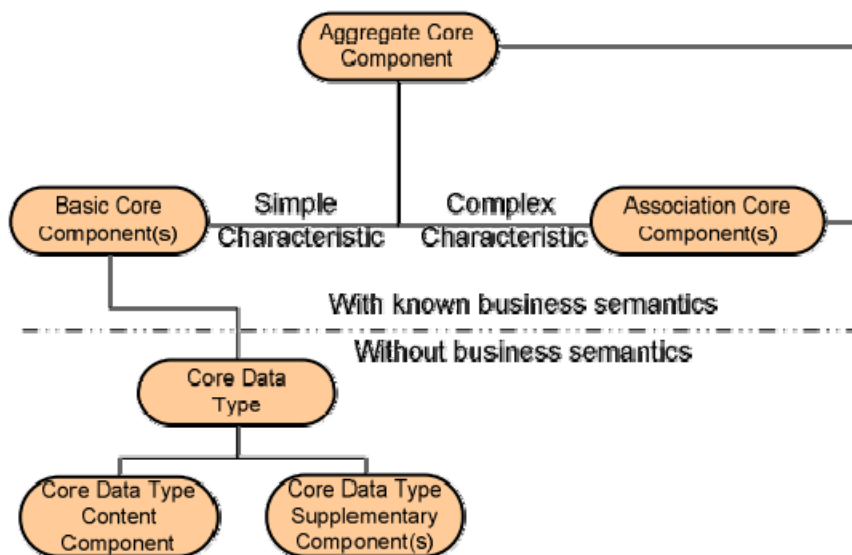 Aggregate Core
Component
Basic Core
Component(s)
Simple
Characteristic
Complex
Characteristic
Association Core
Component(s)
With known business semantics
Without business semantics
Core Data
Type
Core Data Type
Content
Component
Core Data Type
Supplementary
Component(s)